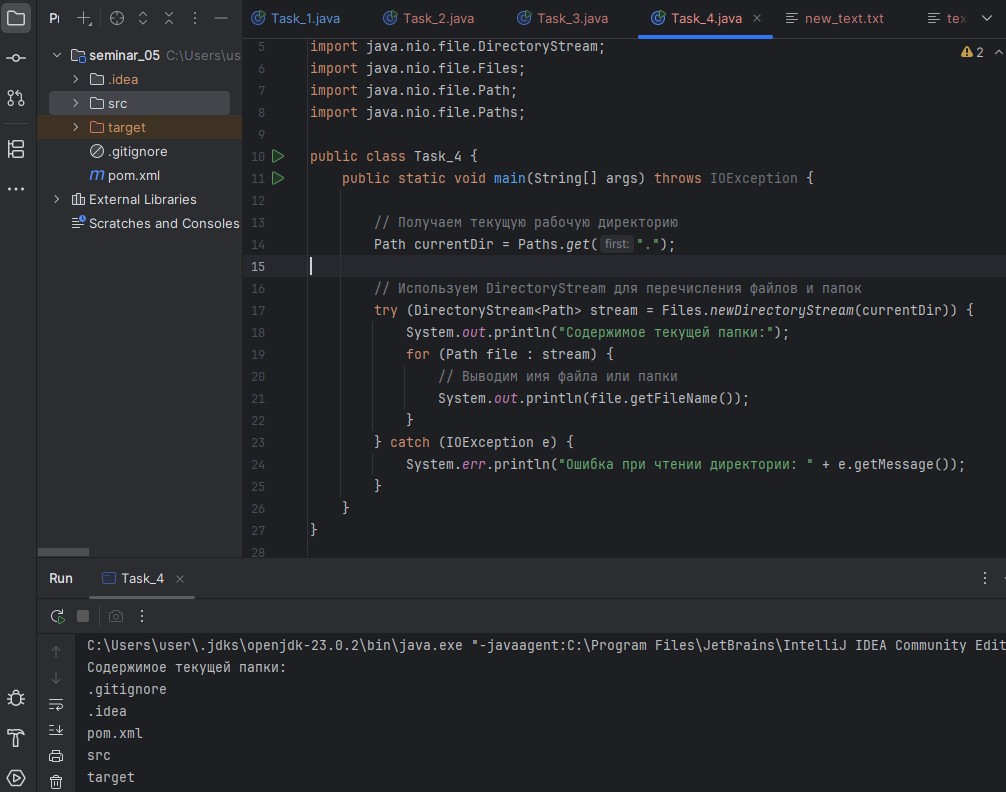 Pr
Task_1.java
Task_2.java
Task_3.java
Task_4.java
new_text.txt
tex
seminar_05 C:\Users\us
.idea
src
target
.gitignore
pom.xml
External Libraries
Scratches and Consoles
2
5 import java.nio.file.DirectoryStream;
6 import java.nio.file.Files;
7 import java.nio.file.Path;
8 import java.nio.file.Paths;
9
10 public class Task_4 {
11 public static void main(String[] args) throws IOException {
12
13 // Получаем текущую рабочую директорию
14 Path currentDir = Paths.get( first: ".");
15
16 // Используем DirectoryStream для перечисления файлов и папок
17 try (DirectoryStream<Path> stream = Files.newDirectoryStream(currentDir)) {
18 System.out.println("Содержимое текущей папки:");
19 for (Path file : stream) {
20 // Выводим имя файла или папки
21 System.out.println(file.getFileName());
22 }
23 } catch (IOException e) {
24 System.err.println("Ошибка при чтении директории: " + e.getMessage());
25 }
26 }
27 }
28
Run Task_4
C:\Users\user\.jdks\openjdk-23.0.2\bin\java.exe "-javaagent:C:\Program Files\JetBrains\IntelliJ IDEA Community Edit
Содержимое текущей папки:
.gitignore
.idea
pom.xml
src
target